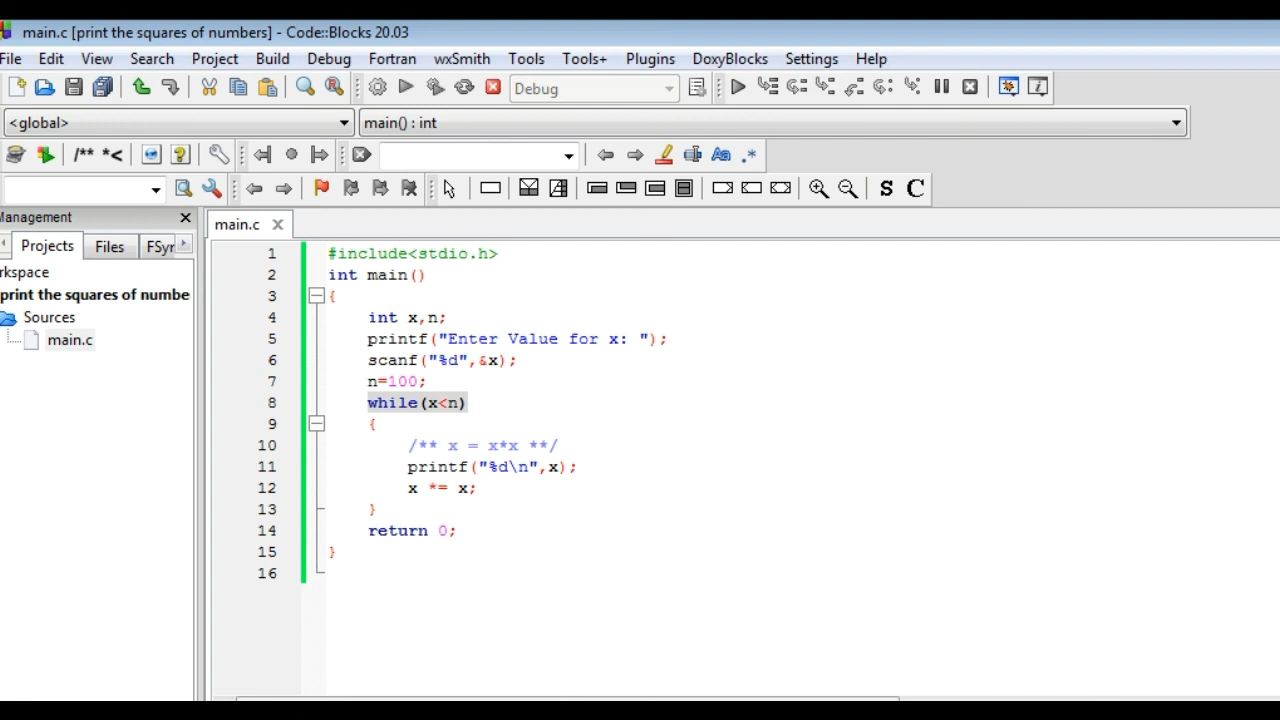 main.c [print the squares of numbers] - Code::Blocks 20.03
File Edit View Search Project Build Debug Fortran wxSmith Tools Tools+ Plugins DoxyBlocks Settings Help
Debug
<global> main() : int
/** *<
Aa .*
S C
Management
main.c
Projects Files FSyr
rkspace
print the squares of numbe
Sources
main.c
1 #include<stdio.h>
2 int main()
3 {
4 int x,n;
5 printf("Enter Value for x: ");
6 scanf("%d",&x);
7 n=100;
8 while(x<n)
9 {
10 /** x = x*x **/
11 printf("%d\n",x);
12 x *= x;
13 }
14 return 0;
15 }
16